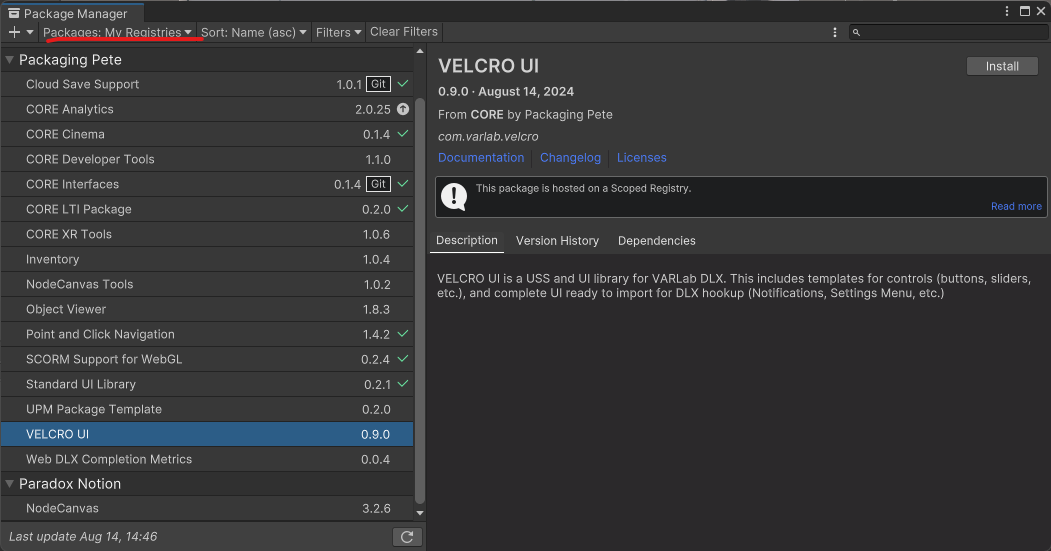 Package Manager
Packages: My Registries Sort: Name (asc) Filters Clear Filters
Packaging Pete
Cloud Save Support 1.0.1 Git
CORE Analytics 2.0.25
CORE Cinema 0.1.4
CORE Developer Tools 1.1.0
CORE Interfaces 0.1.4 Git
CORE LTI Package 0.2.0
CORE XR Tools 1.0.6
Inventory 1.0.4
NodeCanvas Tools 1.0.2
Object Viewer 1.8.3
Point and Click Navigation 1.4.2
SCORM Support for WebGL 0.2.4
Standard UI Library 0.2.1
UPM Package Template 0.2.0
VELCRO UI 0.9.0
Web DLX Completion Metrics 0.0.4
Paradox Notion
NodeCanvas 3.2.6
Last update Aug 14, 14:46
VELCRO UI
Install
0.9.0 · August 14, 2024
From CORE by Packaging Pete
com.varlab.velcro
Documentation Changelog Licenses
This package is hosted on a Scoped Registry.
Read more
Description Version History Dependencies
VELCRO UI is a USS and UI library for VARLab DLX. This includes templates for controls (buttons, sliders,
etc.), and complete UI ready to import for DLX hookup (Notifications, Settings Menu, etc.)